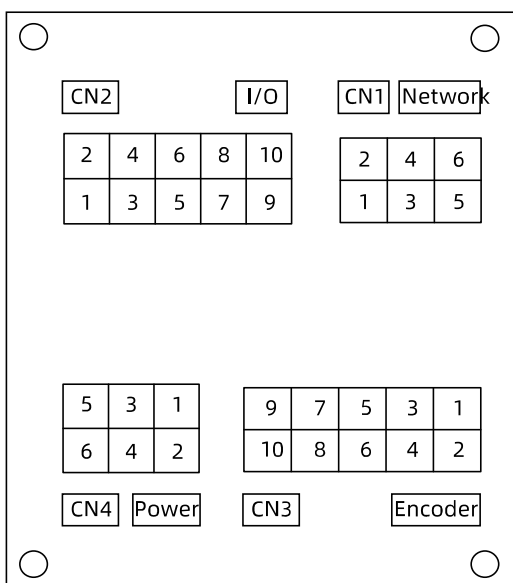 CN2 I/O CN1 Network
2 4 6 8 10 2 4 6
1 3 5 7 9 1 3 5
5 3 1 9 7 5 3 1
6 4 2 10 8 6 4 2
CN4 Power CN3 Encoder